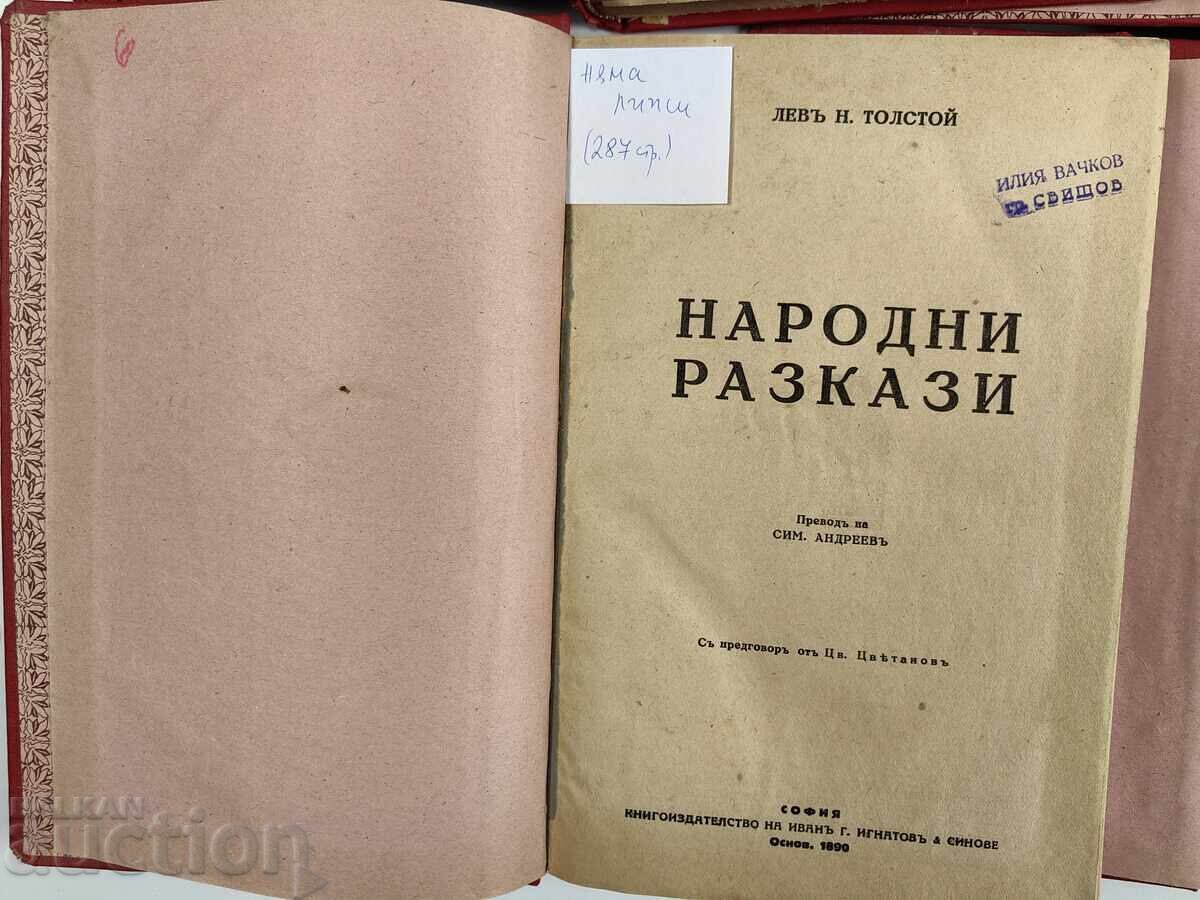 6
няма
липси
(287 стр.)
ЛЕВЪ Н. ТОЛСТОЙ
ИЛИЯ ВАЧКОВ
гр. СВИЩОВ
НАРОДНИ
РАЗКАЗИ
Преводъ на
СИМ. АНДРЕЕВЪ
Съ предговоръ отъ Цв. Цвѣтановъ
СОФИЯ
КНИГОИЗДАТЕЛСТВО НА ИВАНЪ Г. ИГНАТОВЪ & СИНОВЕ
Основ. 1890
BALKAN
auction